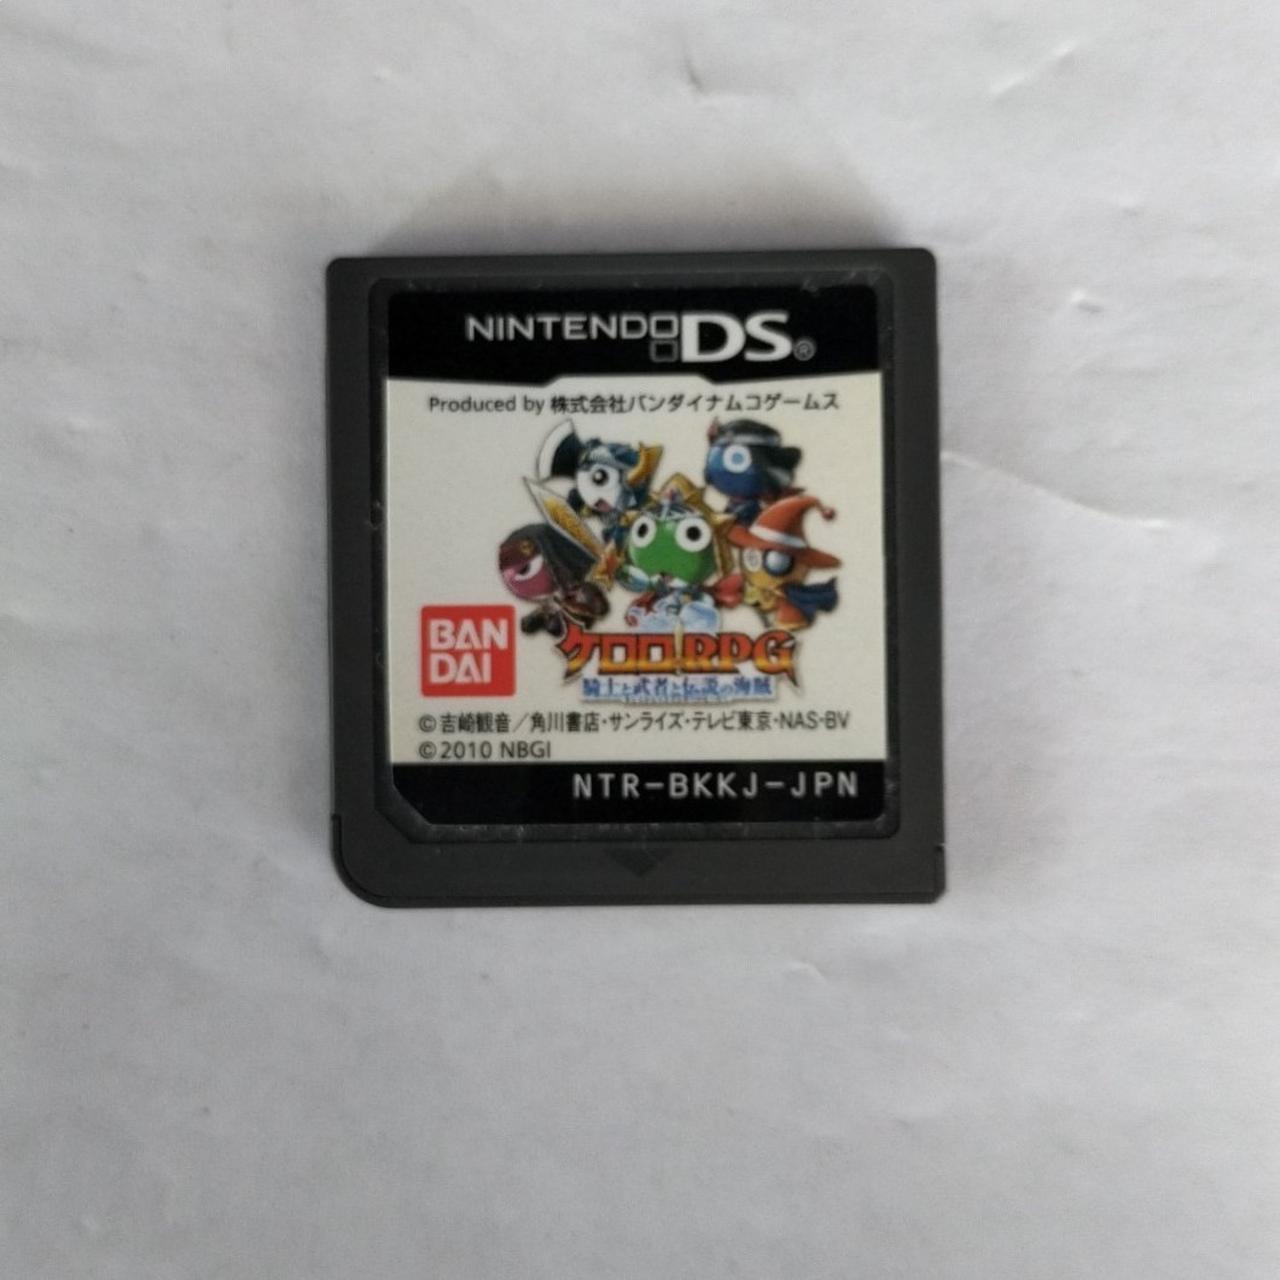 NINTENDO DS®
Produced by 株式会社バンダイナムコゲームス
BAN
DAI
ケロロRPG
騎士と武者と伝説の海賊
©吉崎観音／角川書店・サンライズ・テレビ東京・NAS・BV
©2010 NBGI
NTR-BKKJ-JPN